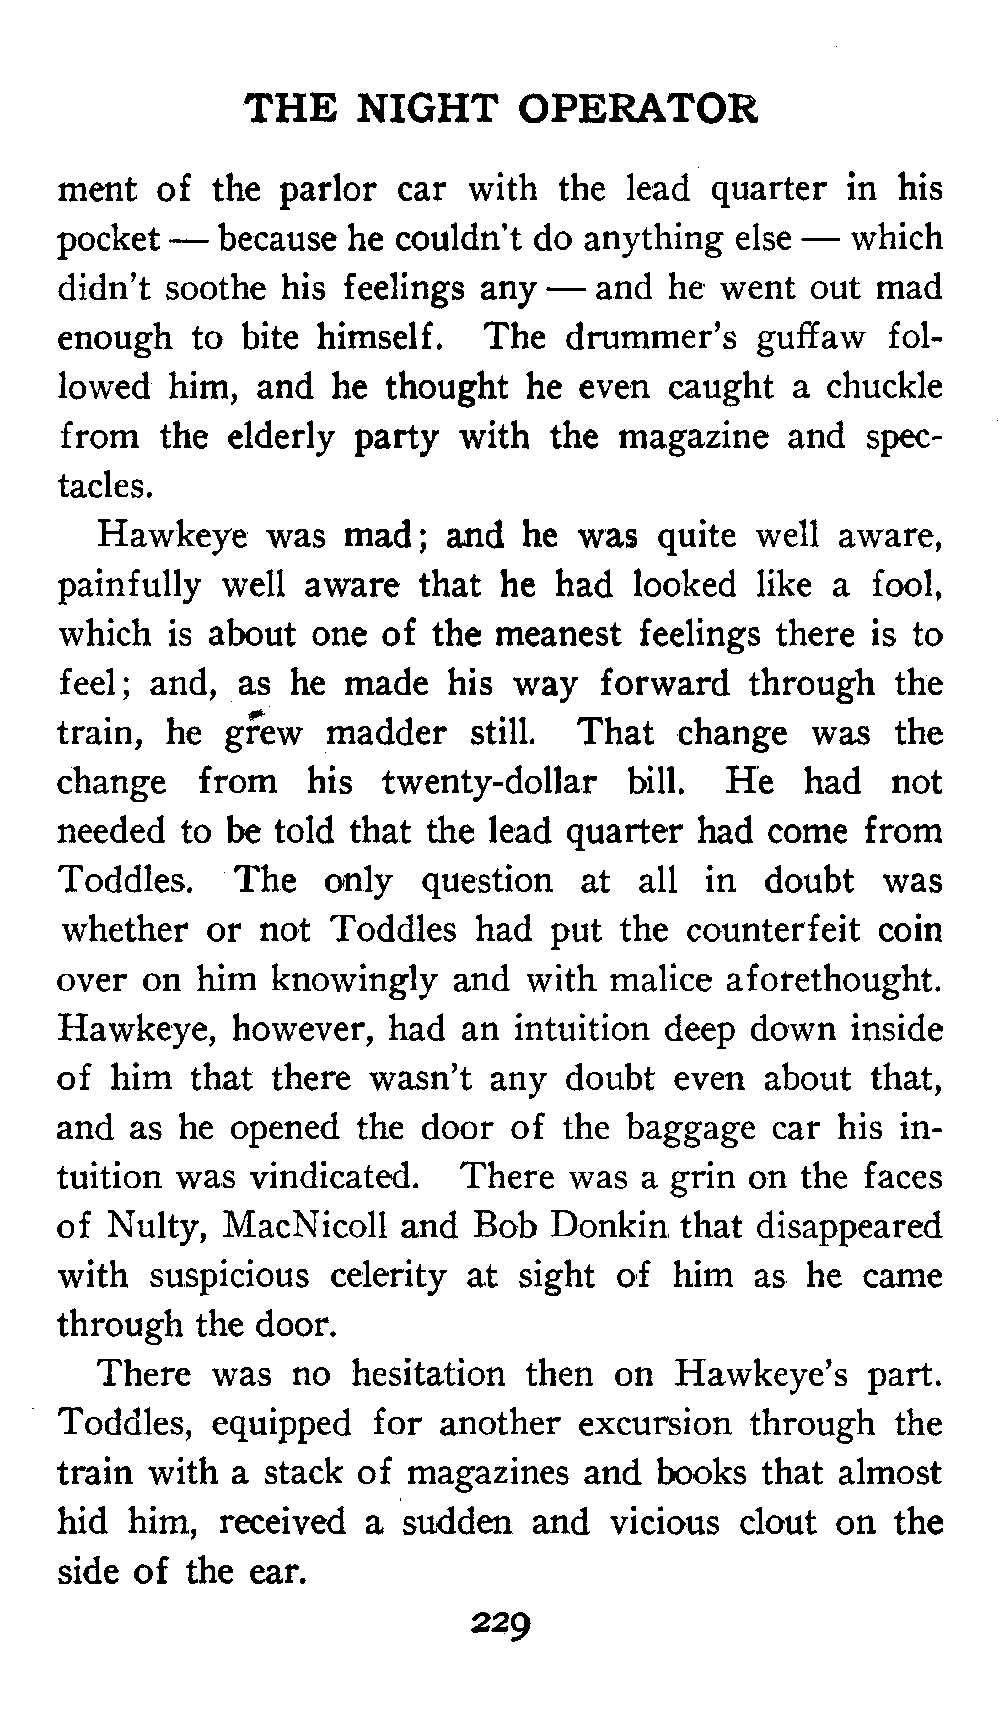 THE NIGHT OPERATOR
ment of the parlor car with the lead quarter in his
pocket — because he couldn't do anything else — which
didn't soothe his feelings any — and he went out mad
enough to bite himself. The drummer's guffaw fol-
lowed him, and he thought he even caught a chuckle
from the elderly party with the magazine and spec-
tacles.
Hawkeye was mad; and he was quite well aware,
painfully well aware that he had looked like a fool,
which is about one of the meanest feelings there is to
feel; and, as he made his way forward through the
train, he grew madder still. That change was the
change from his twenty-dollar bill. He had not
needed to be told that the lead quarter had come from
Toddles. The only question at all in doubt was
whether or not Toddles had put the counterfeit coin
over on him knowingly and with malice aforethought.
Hawkeye, however, had an intuition deep down inside
of him that there wasn't any doubt even about that,
and as he opened the door of the baggage car his in-
tuition was vindicated. There was a grin on the faces
of Nulty, MacNicoll and Bob Donkin that disappeared
with suspicious celerity at sight of him as he came
through the door.
There was no hesitation then on Hawkeye's part.
Toddles, equipped for another excursion through the
train with a stack of magazines and books that almost
hid him, received a sudden and vicious clout on the
side of the ear.
229